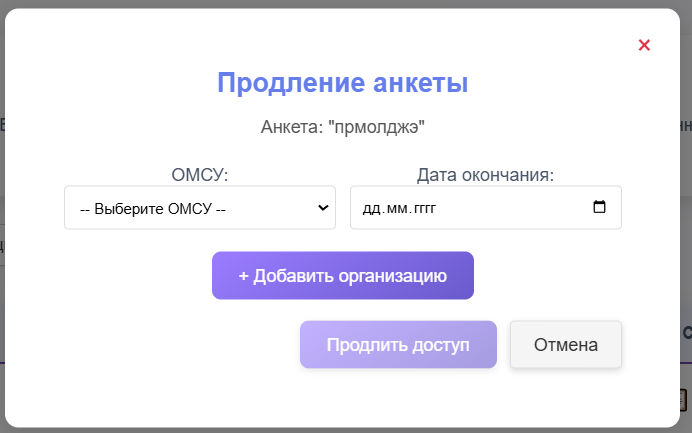 ×
Продление анкеты
Анкета: "прмолджэ"
ОМСУ: Дата окончания:
-- Выберите ОМСУ -- дд.мм.гггг
+ Добавить организацию
Продлить доступ Отмена